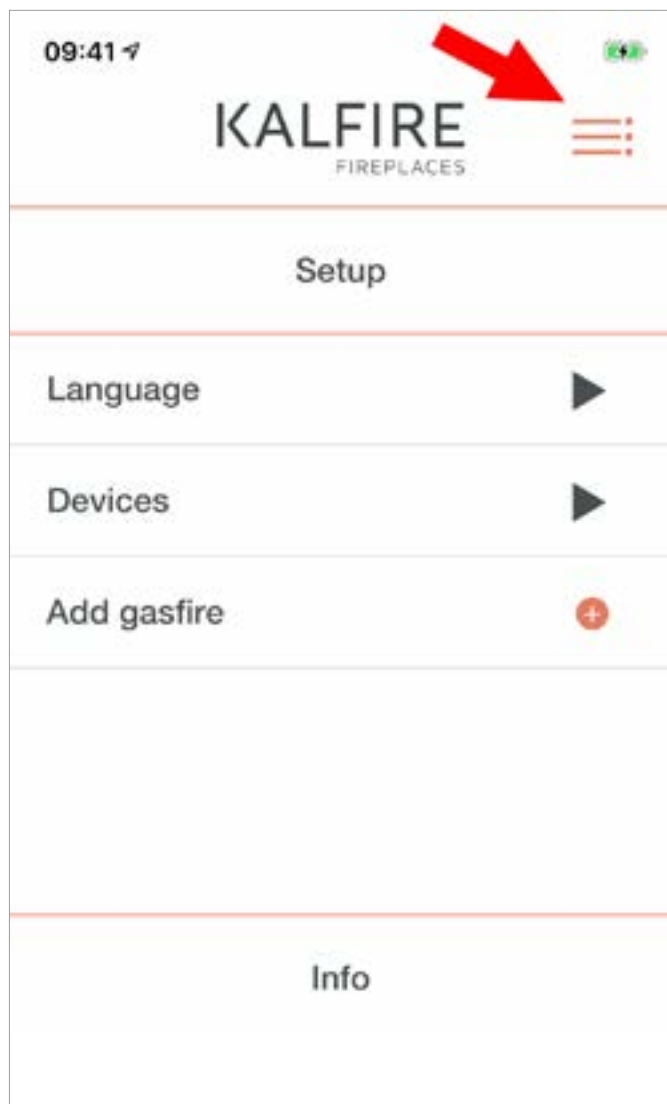 09:41
KALFIRE
FIREPLACES
Setup
Language
Devices
Add gasfire
Info